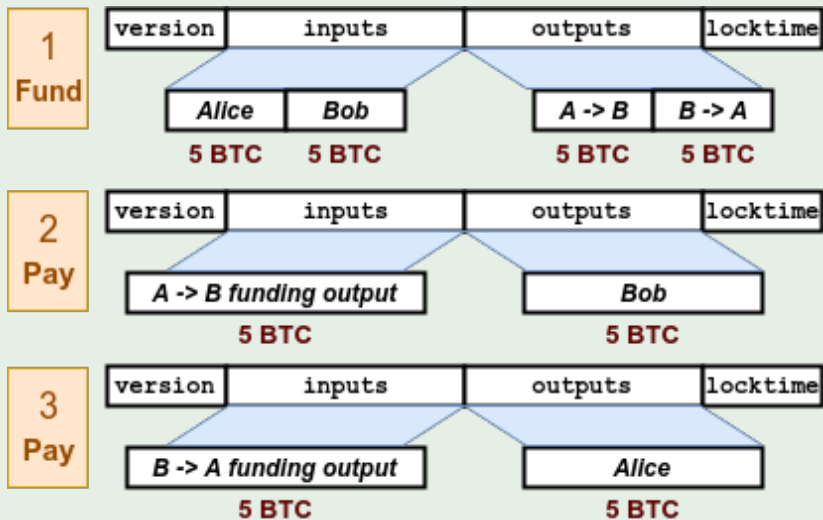 1
Fund
version inputs outputs locktime
Alice Bob A -> B B -> A
5 BTC 5 BTC 5 BTC 5 BTC
2
Pay
version inputs outputs locktime
A -> B funding output Bob
5 BTC 5 BTC
3
Pay
version inputs outputs locktime
B -> A funding output Alice
5 BTC 5 BTC